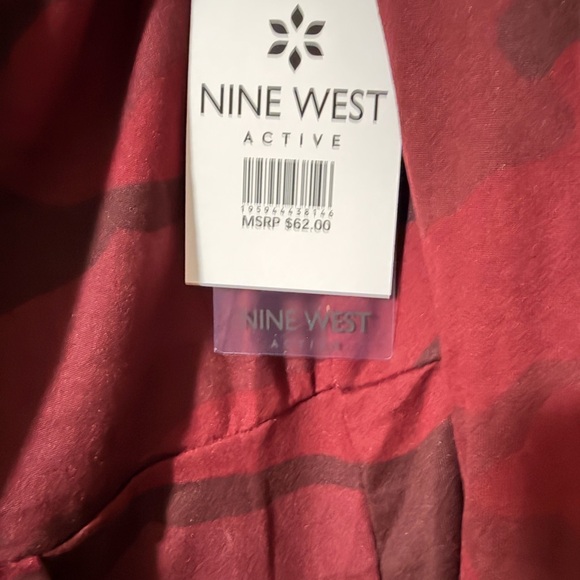 NINE WEST
ACTIVE
195944438146
MSRP $62.00
NINE WEST
ACTIVE